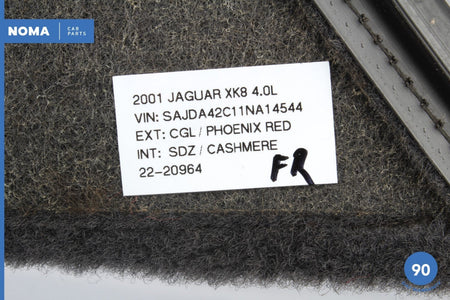 NOMA CAR PARTS
2001 JAGUAR XK8 4.0L
VIN: SAJDA42C11NA14544
EXT: CGL / PHOENIX RED
INT: SDZ / CASHMERE
22-20964
FR
90